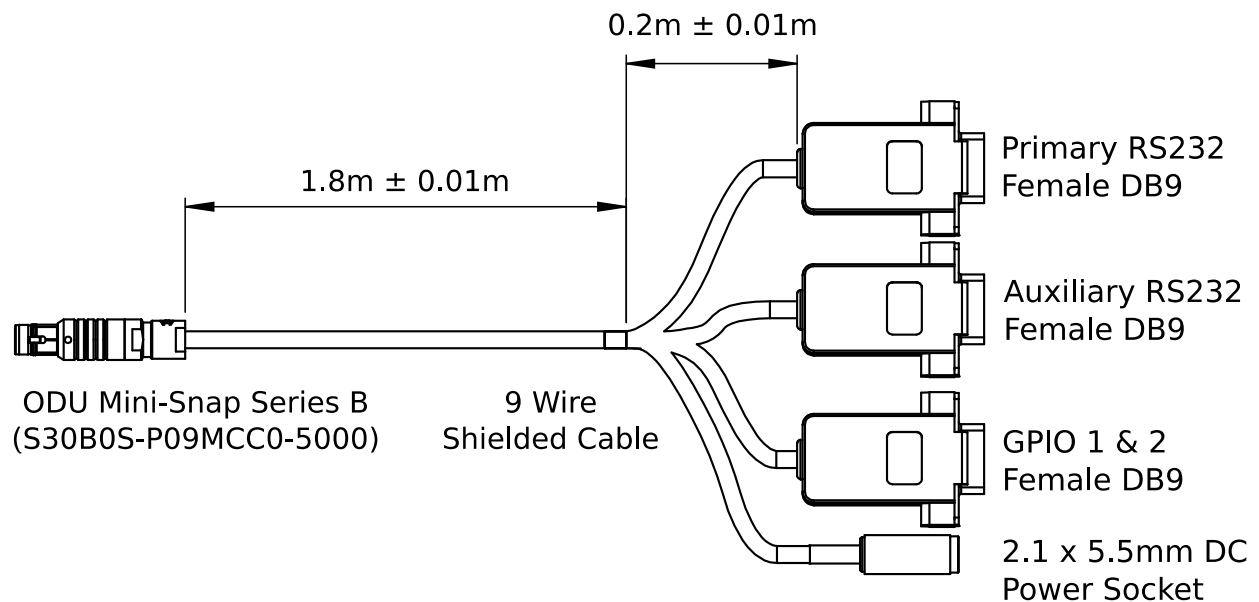 0.2m ± 0.01m
1.8m ± 0.01m
Primary RS232
Female DB9
Auxiliary RS232
Female DB9
ODU Mini-Snap Series B
(S30B0S-P09MCC0-5000)
9 Wire
Shielded Cable
GPIO 1 & 2
Female DB9
2.1 x 5.5mm DC
Power Socket